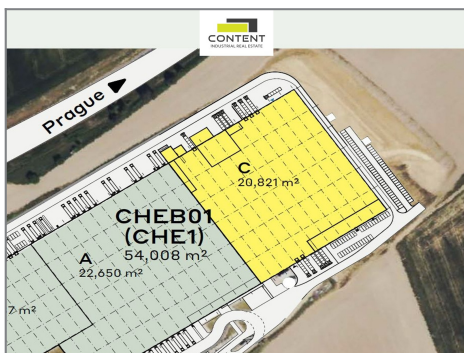 CONTENT
INDUSTRIAL REAL ESTATE
Prague
C
20,821 m²
CHEB01
(CHE1)
54,008 m²
A
22,650 m²
7 m²